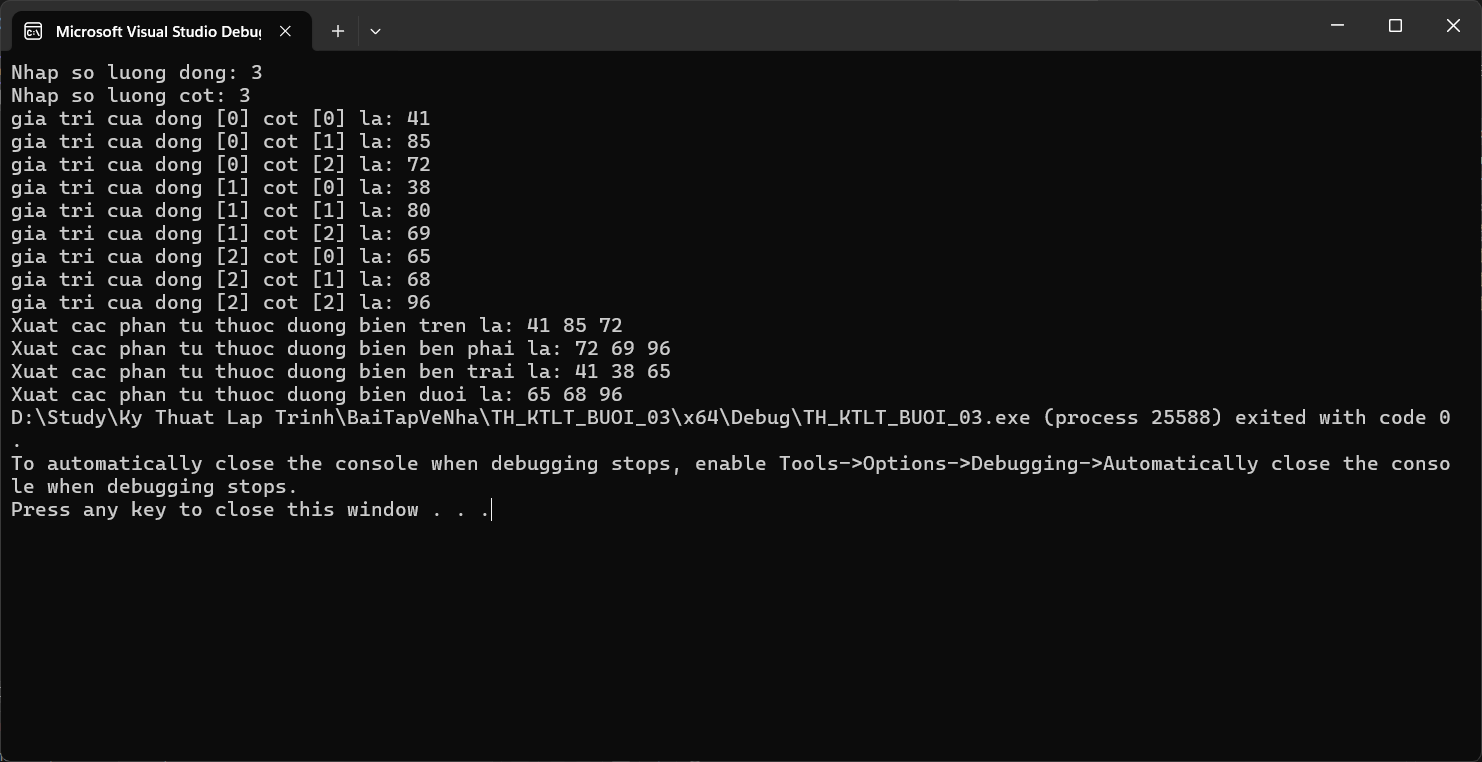 Microsoft Visual Studio Debug
Nhap so luong dong: 3
Nhap so luong cot: 3
gia tri cua dong [0] cot [0] la: 41
gia tri cua dong [0] cot [1] la: 85
gia tri cua dong [0] cot [2] la: 72
gia tri cua dong [1] cot [0] la: 38
gia tri cua dong [1] cot [1] la: 80
gia tri cua dong [1] cot [2] la: 69
gia tri cua dong [2] cot [0] la: 65
gia tri cua dong [2] cot [1] la: 68
gia tri cua dong [2] cot [2] la: 96
Xuat cac phan tu thuoc duong bien tren la: 41 85 72
Xuat cac phan tu thuoc duong bien ben phai la: 72 69 96
Xuat cac phan tu thuoc duong bien ben trai la: 41 38 65
Xuat cac phan tu thuoc duong bien duoi la: 65 68 96
D:\Study\Ky Thuat Lap Trinh\BaiTapVeNha\TH_KTLT_BUOI_03\x64\Debug\TH_KTLT_BUOI_03.exe (process 25588) exited with code 0
.
To automatically close the console when debugging stops, enable Tools->Options->Debugging->Automatically close the conso
le when debugging stops.
Press any key to close this window . . .